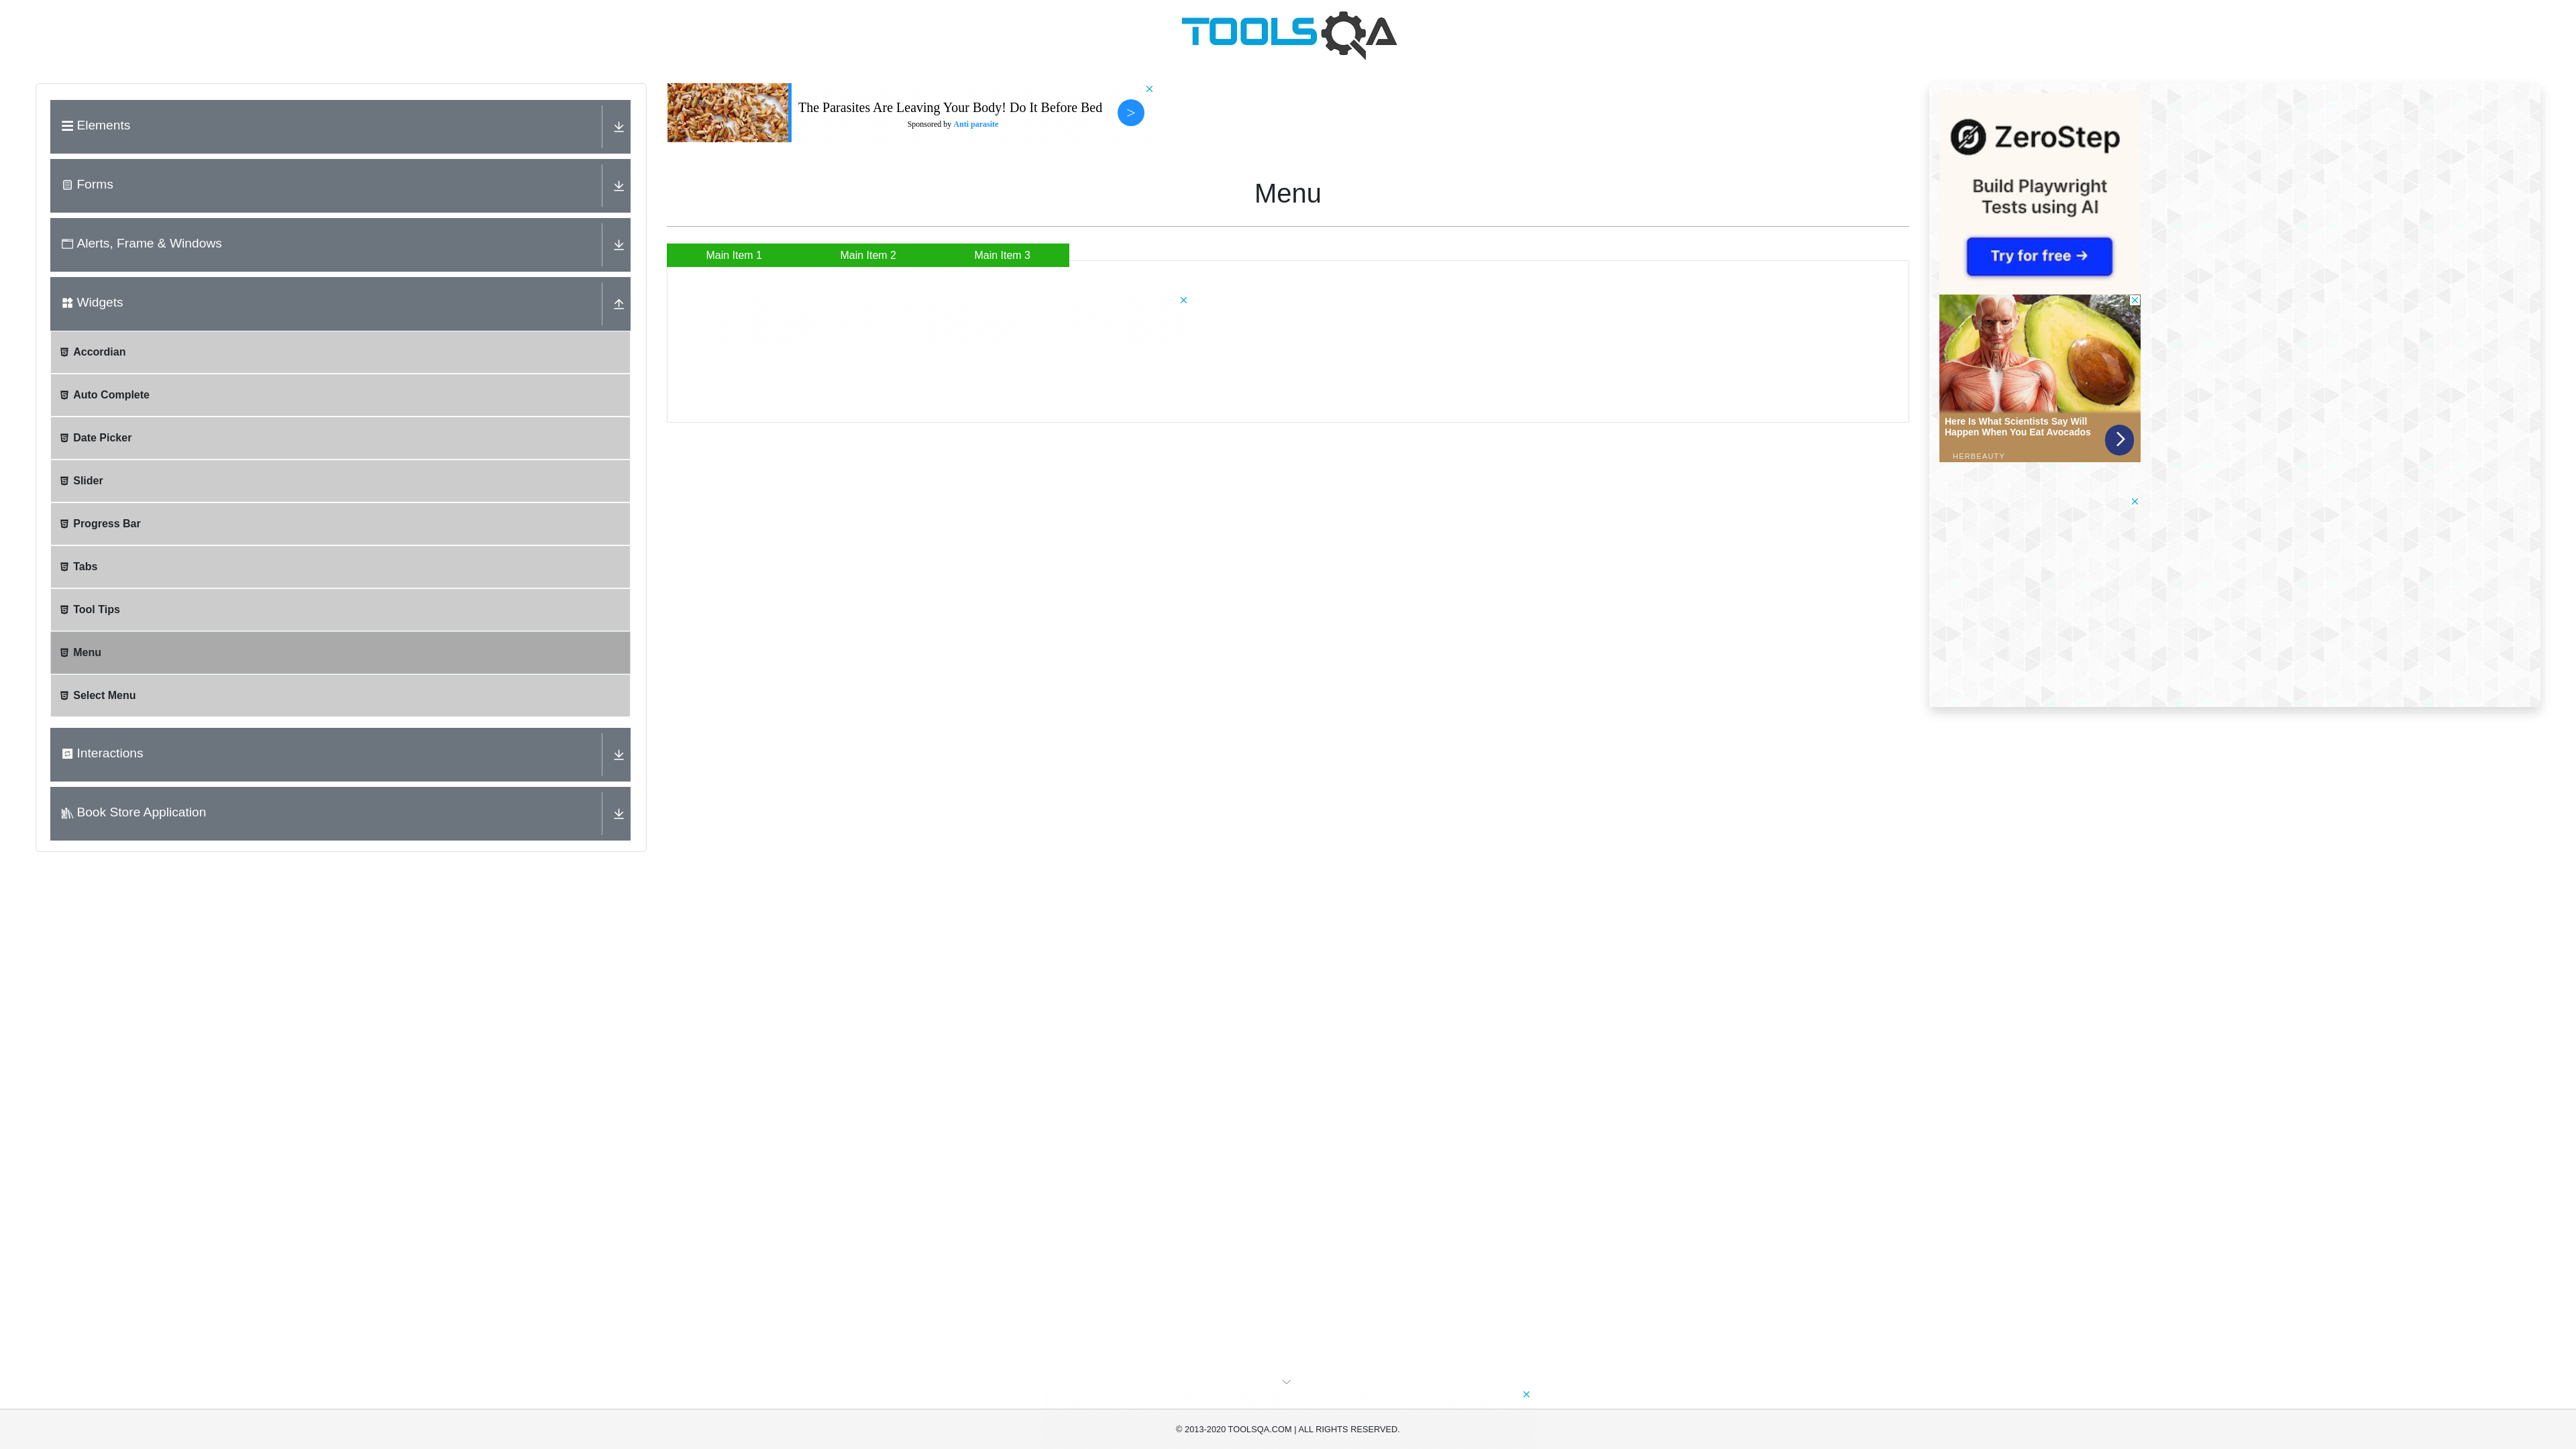 TOOLSQA
Elements
Forms
Alerts, Frame & Windows
Widgets
Accordian
Auto Complete
Date Picker
Slider
Progress Bar
Tabs
Tool Tips
Menu
Select Menu
Interactions
Book Store Application
The Parasites Are Leaving Your Body! Do It Before Bed
Sponsored by Anti parasite
>
Menu
Main Item 1 Main Item 2 Main Item 3
ZeroStep
Build Playwright
Tests using AI
Try for free →
Here Is What Scientists Say Will
Happen When You Eat Avocados
HERBEAUTY
© 2013-2020 TOOLSQA.COM | ALL RIGHTS RESERVED.